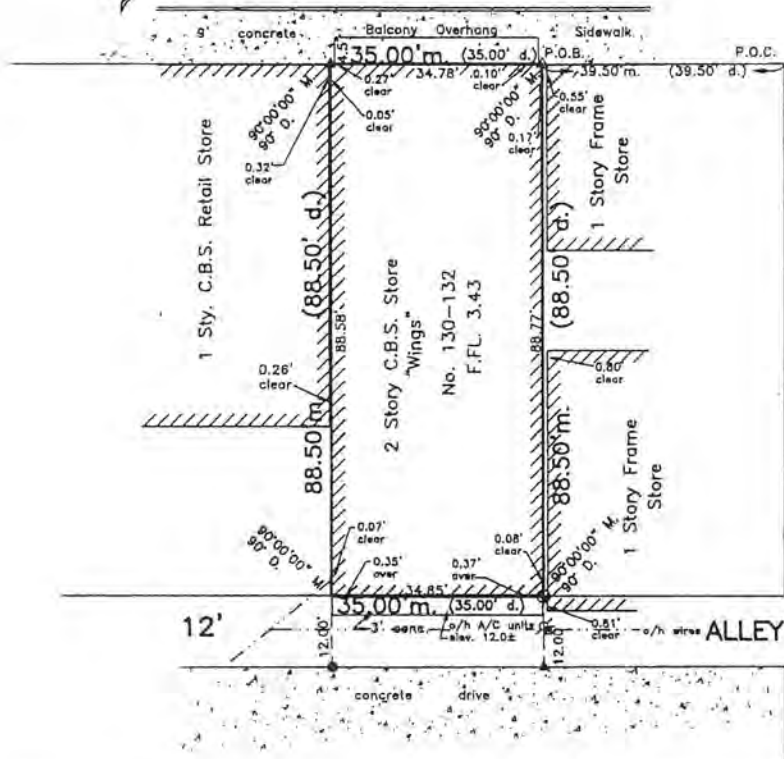 9' concrete
Balcony Overhang
Sidewalk
4.5'
35.00'm. (35.00' d.)
P.O.B.
P.O.C.
0.27'
clear
34.78'
0.10'
clear
39.50'm. (39.50' d.)
90°00'00" M.
90° D.
0.05'
clear
90°00'00" M.
90° D.
0.17'
clear
0.55'
clear
0.32'
clear
1 Sty. C.B.S. Retail Store
1 Story Frame
Store
88.50'm. (88.50' d.)
88.58'
2 Story C.B.S. Store
"Wings"
No. 130-132
F.FL. 3.43
88.77'
88.50'm. (88.50' d.)
0.26'
clear
0.80'
clear
1 Story Frame
Store
90°00'00" M.
90° D.
0.07'
clear
0.08'
clear
90°00'00" M.
90° D.
0.35'
over
0.37'
over
34.85'
35.00'm. (35.00' d.)
12'
3' conc.
o/h A/C units
elev. 12.0±
0.61'
clear
o/h wires
ALLEY
12.00'
12.00'
concrete drive